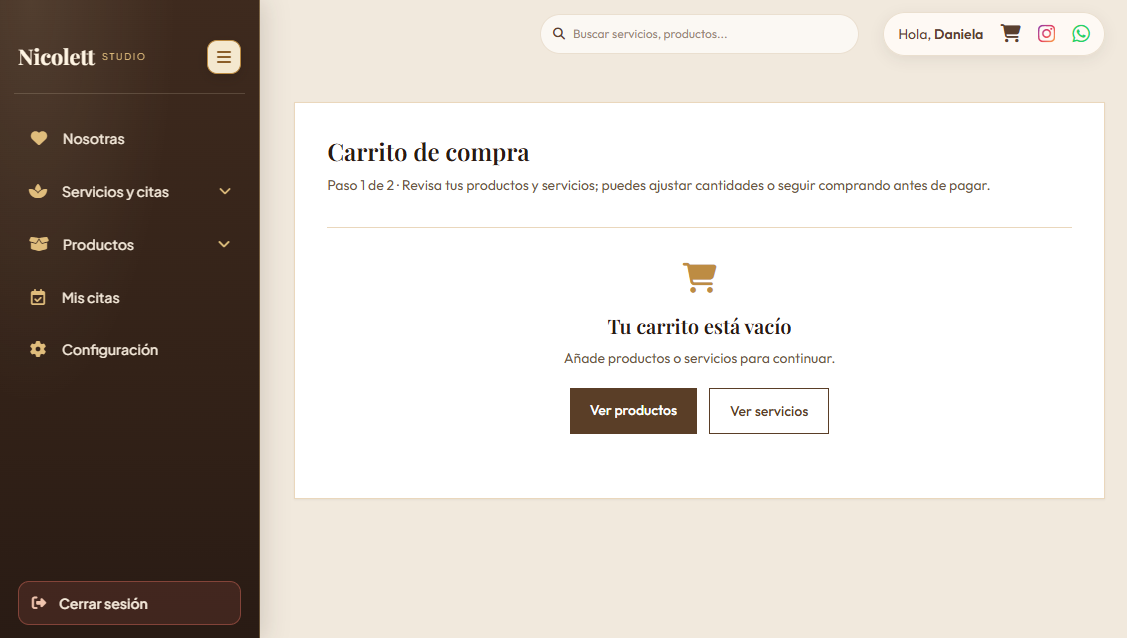 Nicolett STUDIO
Nosotras
Servicios y citas
Productos
Mis citas
Configuración
Cerrar sesión
Buscar servicios, productos...
Hola, Daniela
Carrito de compra
Paso 1 de 2 · Revisa tus productos y servicios; puedes ajustar cantidades o seguir comprando antes de pagar.
Tu carrito está vacío
Añade productos o servicios para continuar.
Ver productos
Ver servicios